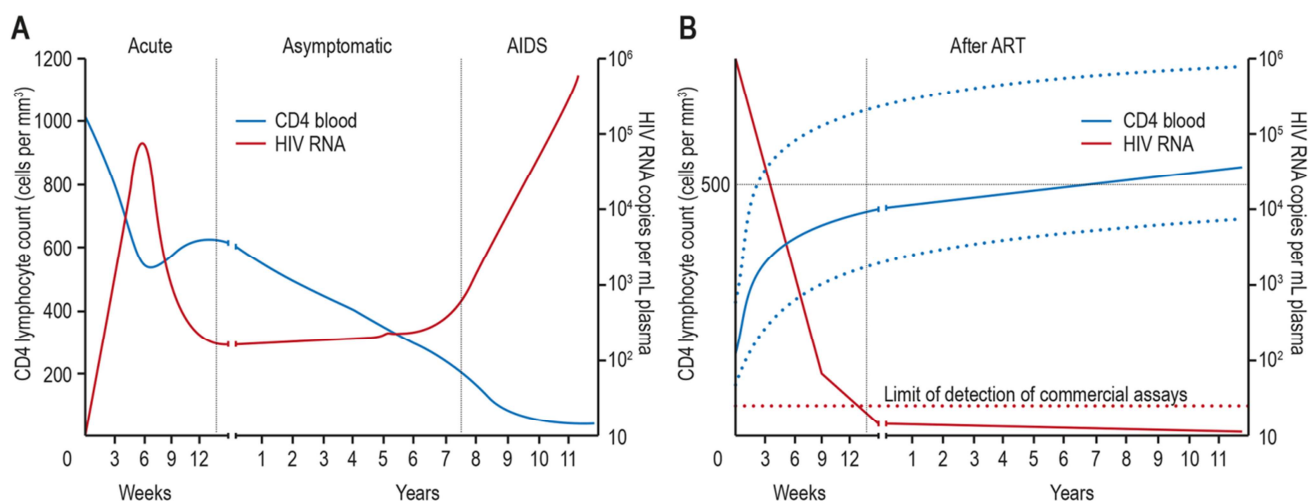 A
Acute
Asymptomatic
AIDS
CD4 lymphocyte count (cells per mm³)
1200
1000
800
600
400
200
CD4 blood
HIV RNA
10⁶
10⁵
10⁴
10³
10²
10
HIV RNA copies per mL plasma
0 3 6 9 12 1 2 3 4 5 6 7 8 9 10 11
Weeks Years
B
After ART
CD4 lymphocyte count (cells per mm³)
500
CD4 blood
HIV RNA
Limit of detection of commercial assays
10⁶
10⁵
10⁴
10³
10²
10
HIV RNA copies per mL plasma
0 3 6 9 12 1 2 3 4 5 6 7 8 9 10 11
Weeks Years